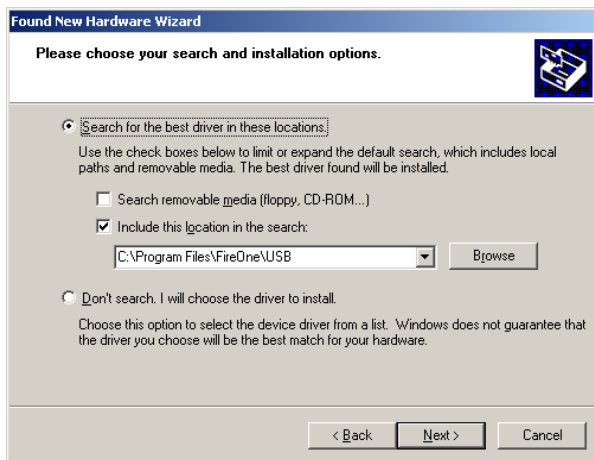 Found New Hardware Wizard
Please choose your search and installation options.
Search for the best driver in these locations.
Use the check boxes below to limit or expand the default search, which includes local
paths and removable media. The best driver found will be installed.
Search removable media (floppy, CD-ROM...)
Include this location in the search:
C:\Program Files\FireOne\USB
Browse
Don't search. I will choose the driver to install.
Choose this option to select the device driver from a list. Windows does not guarantee that
the driver you choose will be the best match for your hardware.
< Back
Next >
Cancel